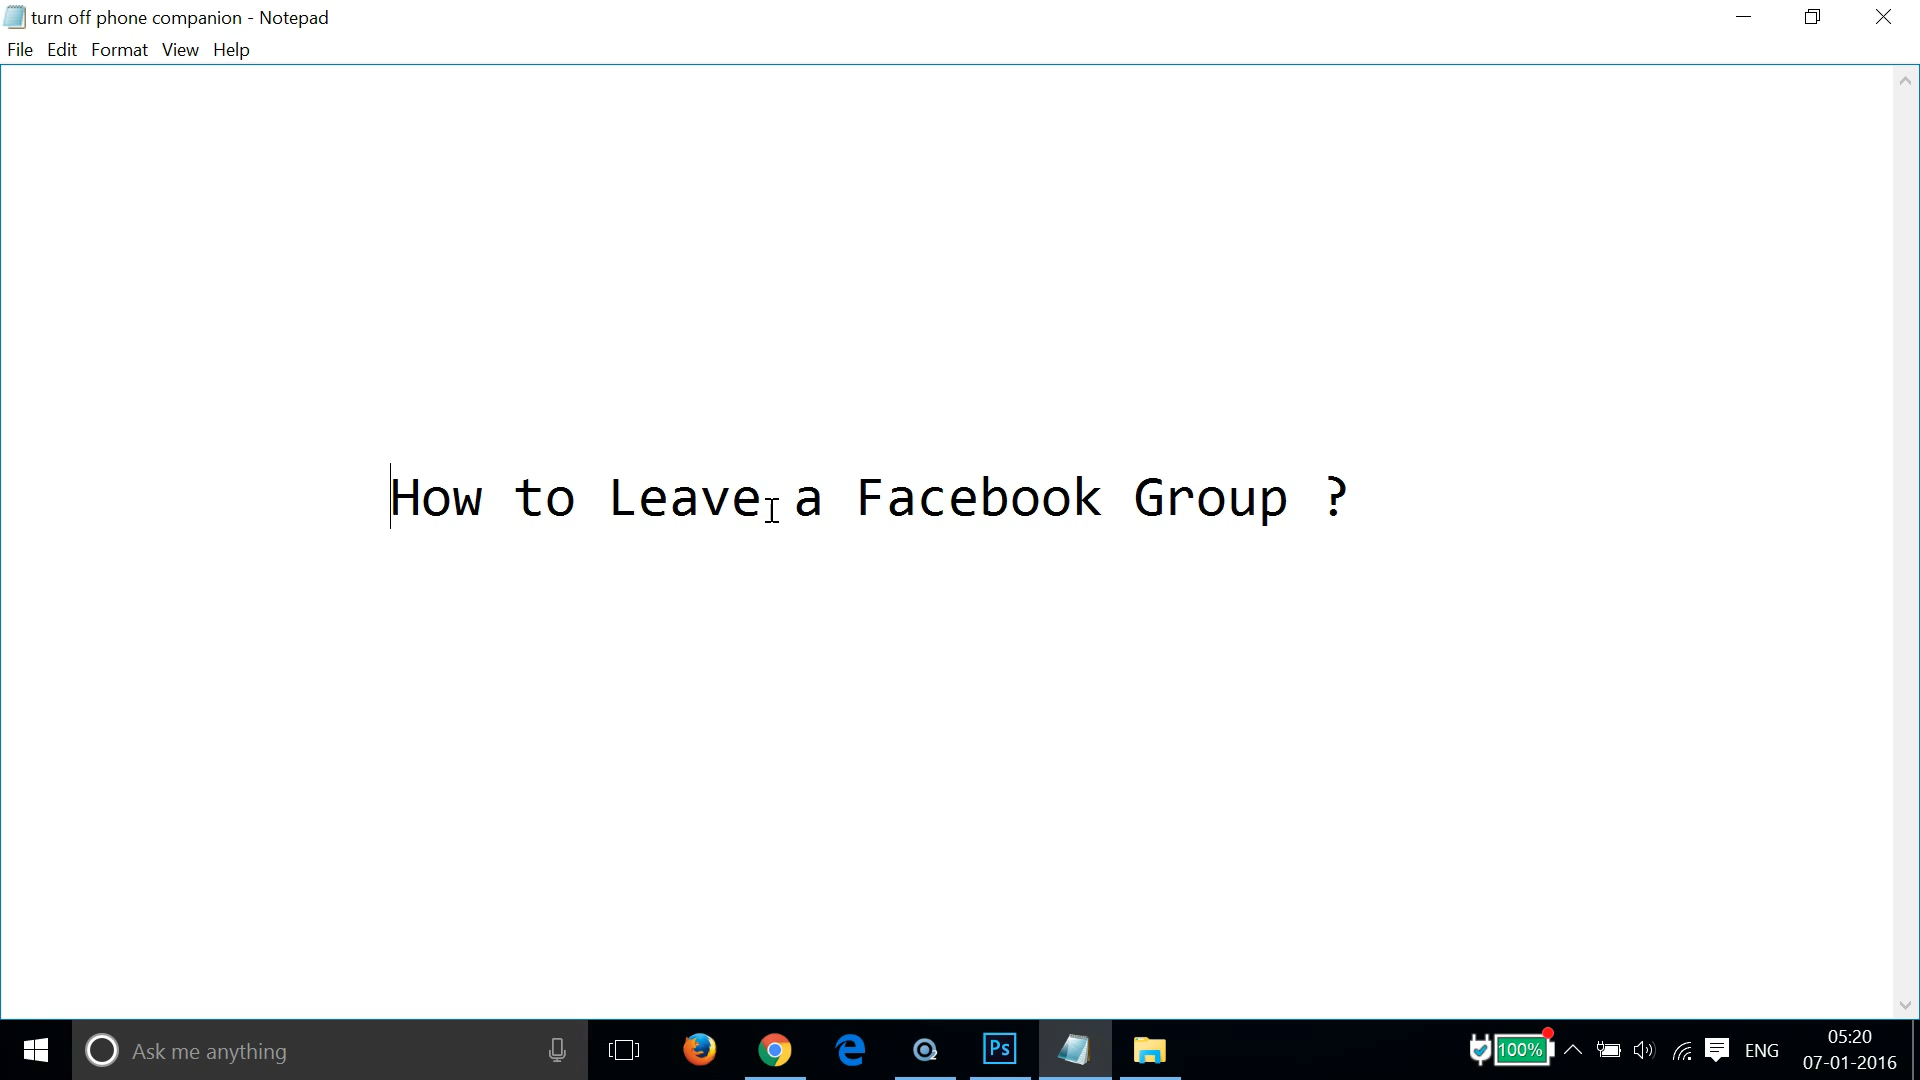 turn off phone companion - Notepad
File Edit Format View Help
How to Leave a Facebook Group ?
Ask me anything
Ps
100%
ENG
05:20
07-01-2016